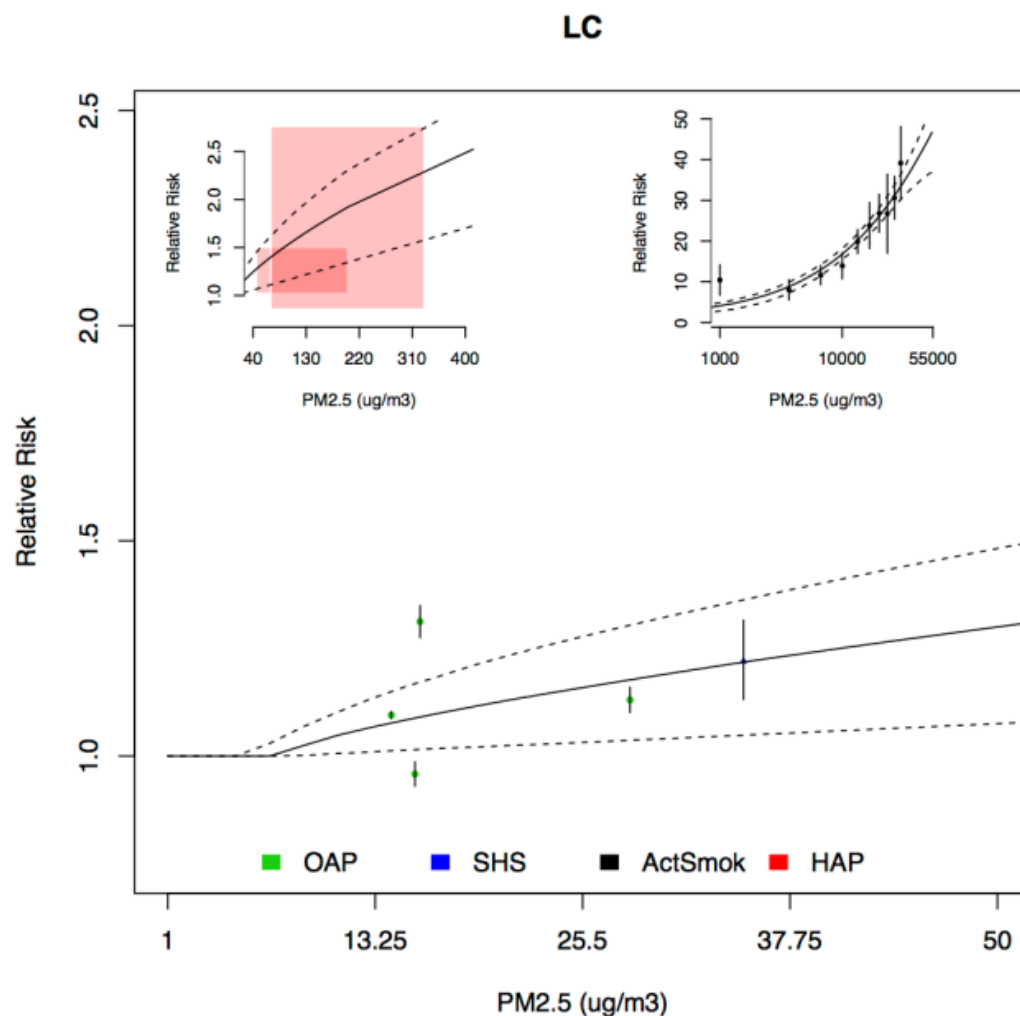 LC
2.5
2.0
1.5
1.0
Relative Risk
2.5
2.0
1.5
1.0
Relative Risk
40 130 220 310 400
PM2.5 (ug/m3)
50
40
30
20
10
0
Relative Risk
1000 10000 55000
PM2.5 (ug/m3)
OAP SHS ActSmok HAP
1 13.25 25.5 37.75 50
PM2.5 (ug/m3)